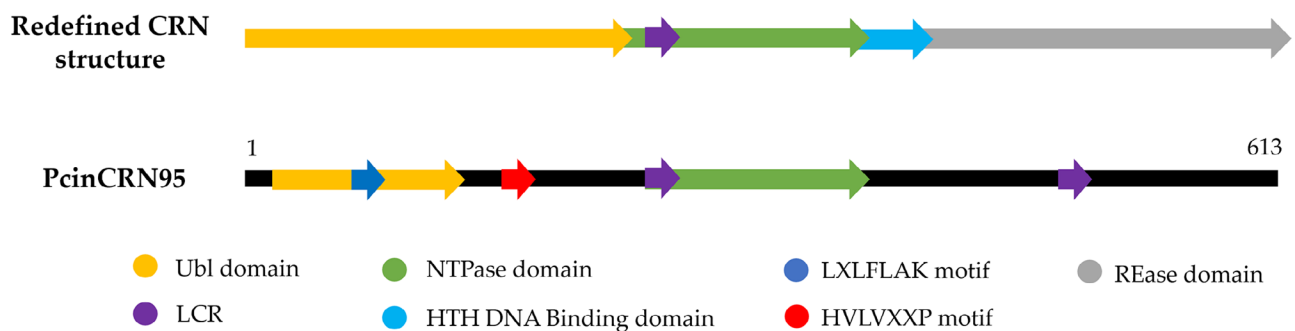 Redefined CRN
structure
1
613
PcinCRN95
Ubl domain
NTPase domain
LXLFLAK motif
REase domain
LCR
HTH DNA Binding domain
HVLVXXP motif